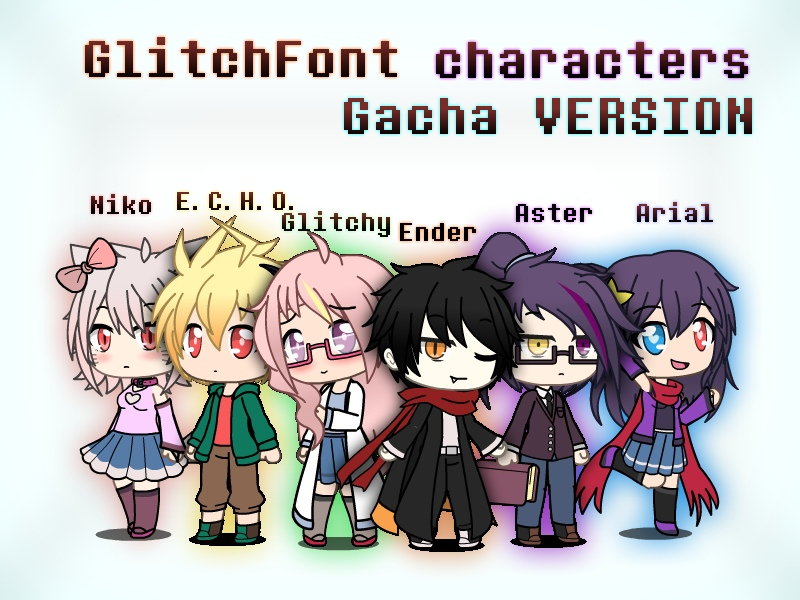 GlitchFont characters
Gacha VERSION
Niko
E. C. H. O.
Glitchy
Ender
Aster
Arial